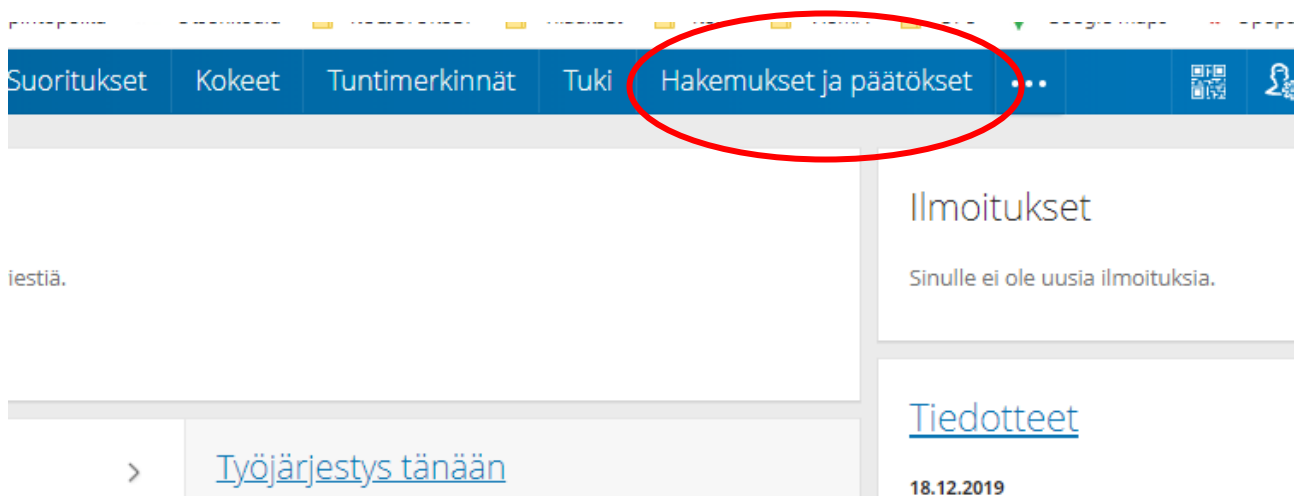 Suoritukset Kokeet Tuntimerkinnät Tuki Hakemukset ja päätökset •••
Ilmoitukset
iestiä.
Sinulle ei ole uusia ilmoituksia.
Tiedotteet
> Työjärjestys tänään
18.12.2019